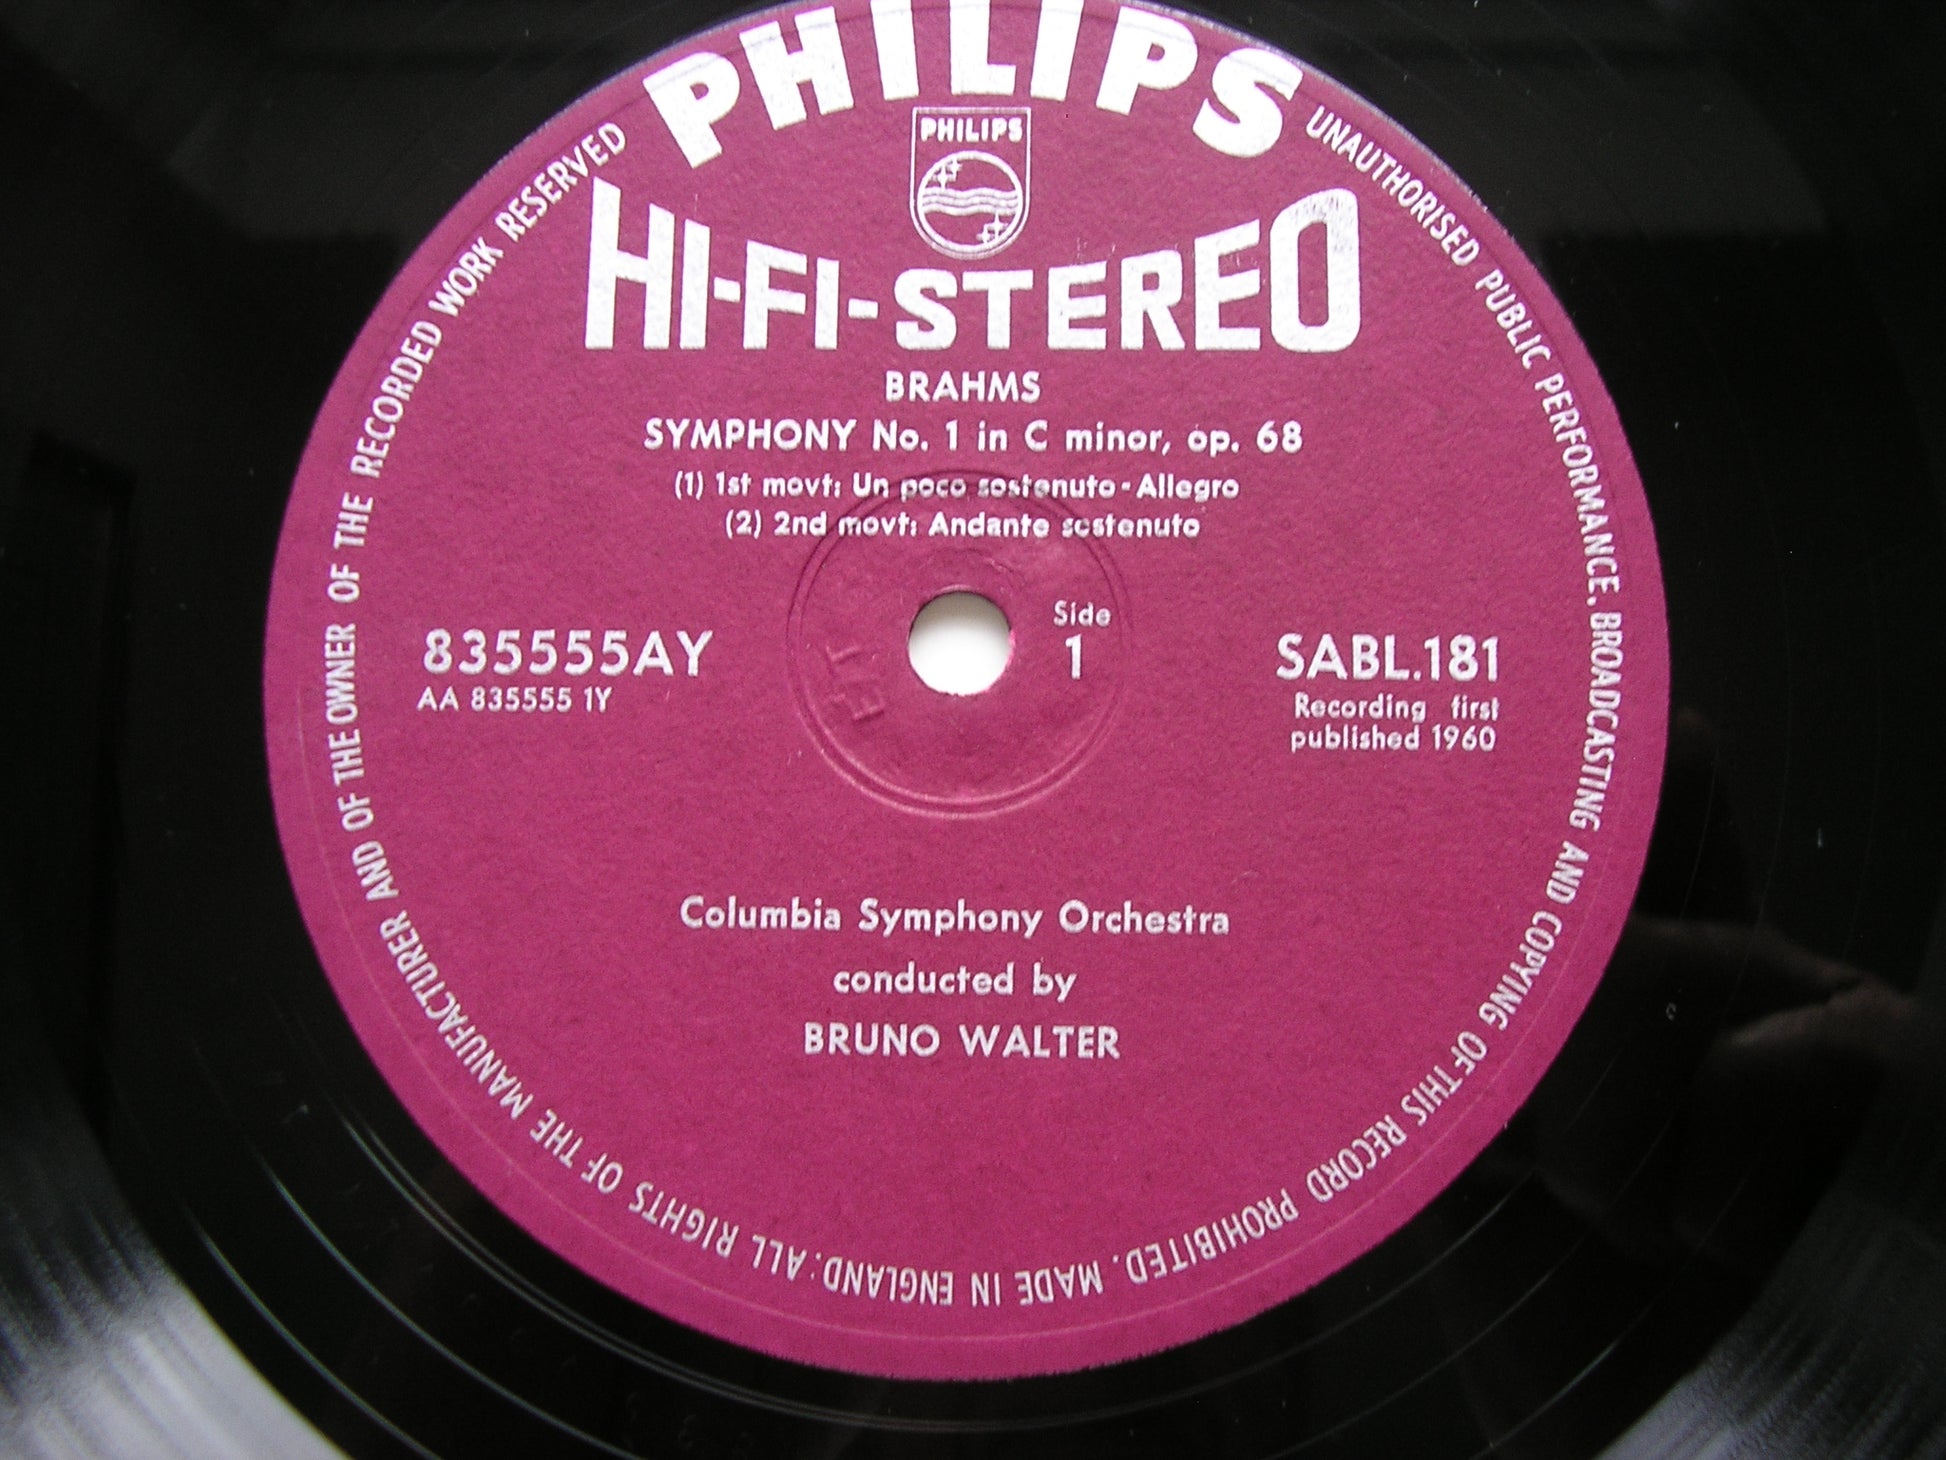 PHILIPS
PHILIPS
HI-FI-STEREO
BRAHMS
SYMPHONY No. 1 in C minor, op. 68
(1) 1st movt: Un poco sostenuto - Allegro
(2) 2nd movt: Andante sostenuto
835555AY
AA 835555 1Y
Side
1
SABL.181
Recording first
published 1960
ET
Columbia Symphony Orchestra
conducted by
BRUNO WALTER
ALL RIGHTS OF THE MANUFACTURER AND OF THE OWNER OF THE RECORDED WORK RESERVED
UNAUTHORISED PUBLIC PERFORMANCE, BROADCASTING AND COPYING OF THIS RECORD PROHIBITED. MADE IN ENGLAND.